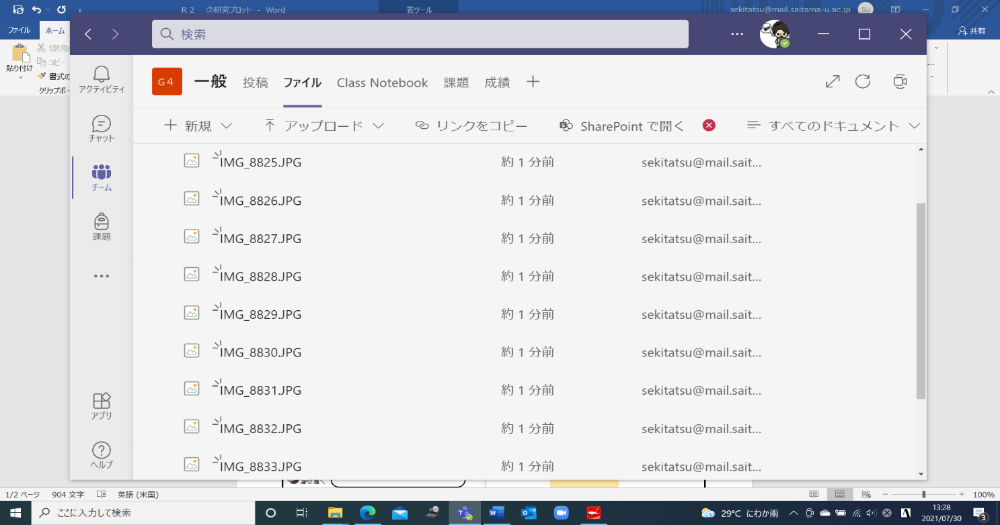 R 2 ②研究プロット - Word
表ツール
sekitatsu@mail.saitama-u.ac.jp
SU
ファイル
ホーム
共有
貼り付け
切り取
コピー
書式の
クリップボー
検索
アクティビティ
チャット
チーム
課題
アプリ
ヘルプ
G4 一般 投稿 ファイル Class Notebook 課題 成績
新規 アップロード リンクをコピー SharePoint で開く すべてのドキュメント
IMG_8825.JPG 約 1 分前 sekitatsu@mail.sait...
IMG_8826.JPG 約 1 分前 sekitatsu@mail.sait...
IMG_8827.JPG 約 1 分前 sekitatsu@mail.sait...
IMG_8828.JPG 約 1 分前 sekitatsu@mail.sait...
IMG_8829.JPG 約 1 分前 sekitatsu@mail.sait...
IMG_8830.JPG 約 1 分前 sekitatsu@mail.sait...
IMG_8831.JPG 約 1 分前 sekitatsu@mail.sait...
IMG_8832.JPG 約 1 分前 sekitatsu@mail.sait...
IMG_8833.JPG 約 1 分前 sekitatsu@mail.sait...
1/2 ページ 904 文字 英語 (米国) 100%
ここに入力して検索
29°C にわか雨
A
13:28
2021/07/30
3